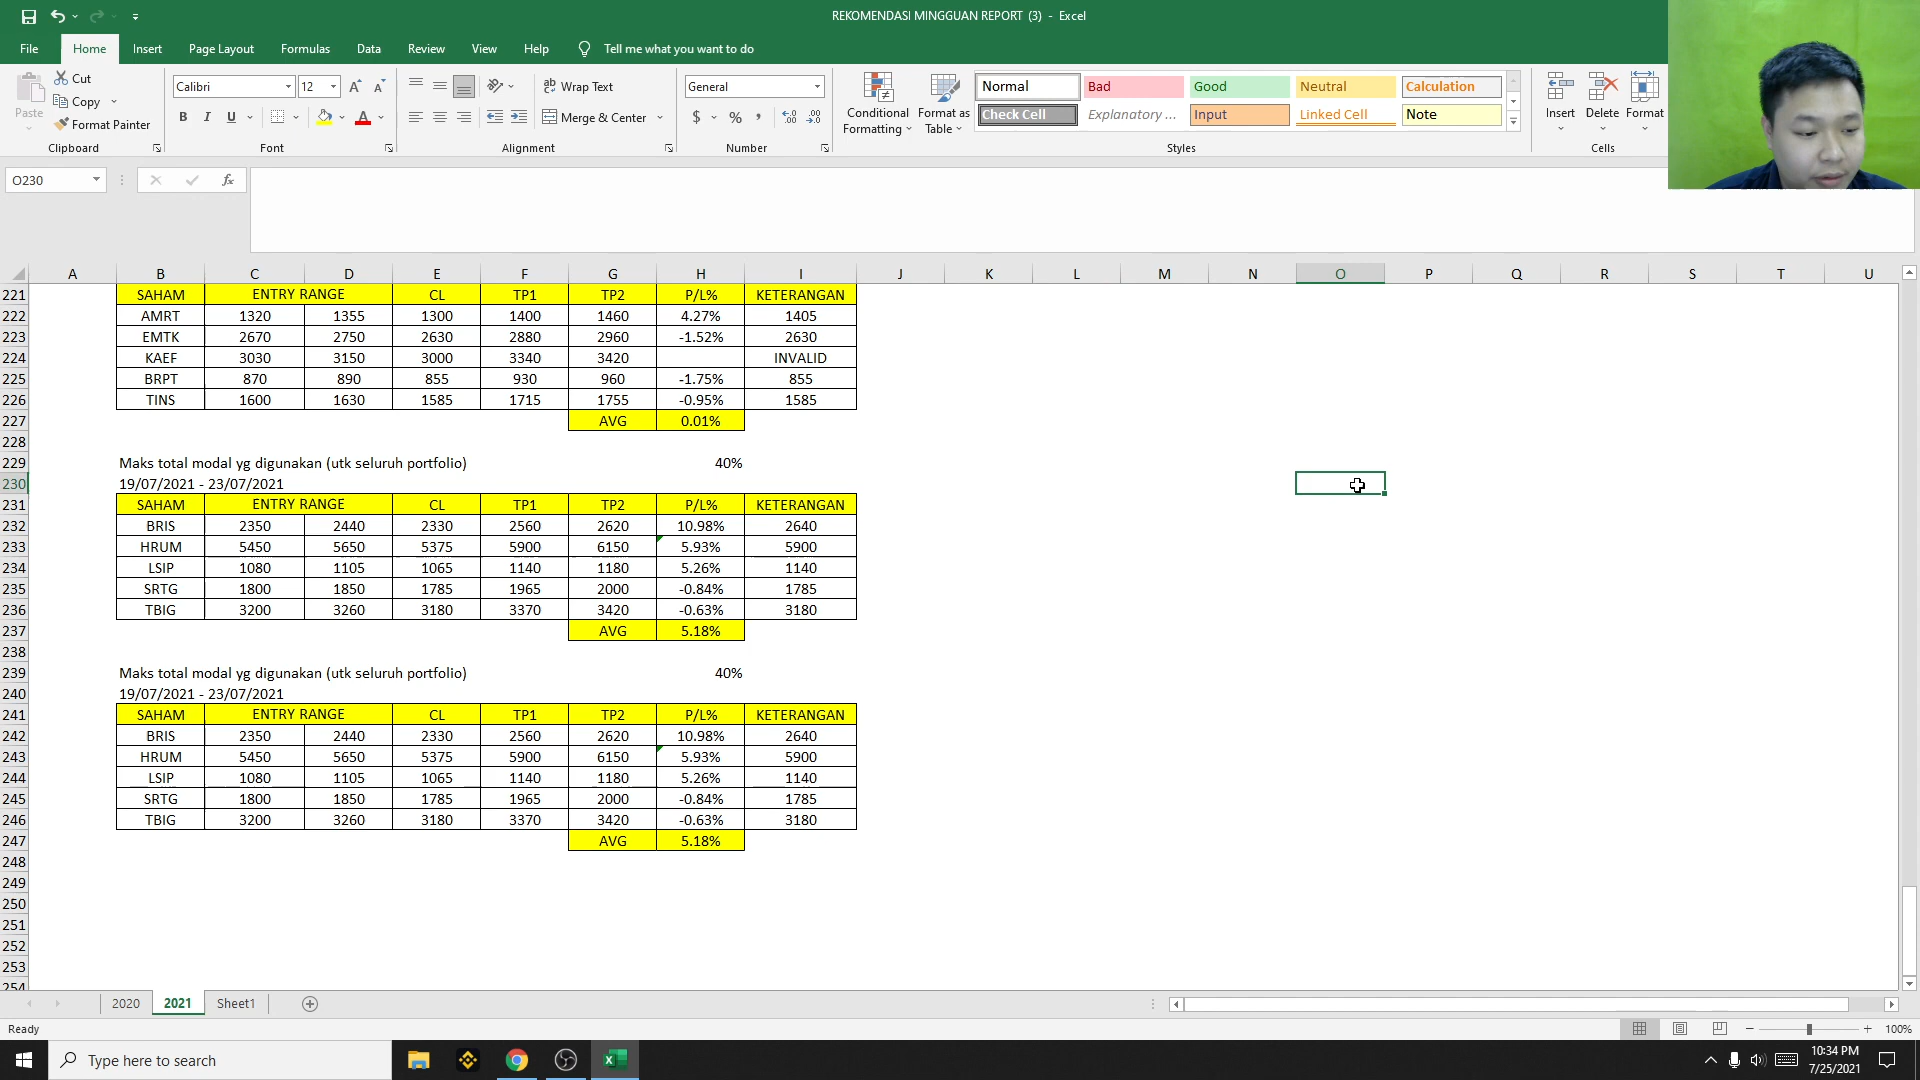 REKOMENDASI MINGGUAN REPORT (3) - Excel
File Home Insert Page Layout Formulas Data Review View Help Tell me what you want to do
Cut
Copy
Format Painter
Paste
Clipboard
Calibri 12
B I U
Font
Wrap Text
Merge & Center
Alignment
General
$ % ,
Number
Conditional Formatting
Format as Table
Normal Bad Good Neutral Calculation
Check Cell Explanatory ... Input Linked Cell Note
Styles
Insert Delete Format
Cells
O230 fx
A B C D E F G H I J K L M N O P Q R S T U
221 SAHAM ENTRY RANGE CL TP1 TP2 P/L% KETERANGAN
222 AMRT 1320 1355 1300 1400 1460 4.27% 1405
223 EMTK 2670 2750 2630 2880 2960 -1.52% 2630
224 KAEF 3030 3150 3000 3340 3420 INVALID
225 BRPT 870 890 855 930 960 -1.75% 855
226 TINS 1600 1630 1585 1715 1755 -0.95% 1585
227 AVG 0.01%
228
229 Maks total modal yg digunakan (utk seluruh portfolio) 40%
230 19/07/2021 - 23/07/2021
231 SAHAM ENTRY RANGE CL TP1 TP2 P/L% KETERANGAN
232 BRIS 2350 2440 2330 2560 2620 10.98% 2640
233 HRUM 5450 5650 5375 5900 6150 5.93% 5900
234 LSIP 1080 1105 1065 1140 1180 5.26% 1140
235 SRTG 1800 1850 1785 1965 2000 -0.84% 1785
236 TBIG 3200 3260 3180 3370 3420 -0.63% 3180
237 AVG 5.18%
238
239 Maks total modal yg digunakan (utk seluruh portfolio) 40%
240 19/07/2021 - 23/07/2021
241 SAHAM ENTRY RANGE CL TP1 TP2 P/L% KETERANGAN
242 BRIS 2350 2440 2330 2560 2620 10.98% 2640
243 HRUM 5450 5650 5375 5900 6150 5.93% 5900
244 LSIP 1080 1105 1065 1140 1180 5.26% 1140
245 SRTG 1800 1850 1785 1965 2000 -0.84% 1785
246 TBIG 3200 3260 3180 3370 3420 -0.63% 3180
247 AVG 5.18%
248
249
250
251
252
253
254
2020 2021 Sheet1
Ready 100%
Type here to search
10:34 PM
7/25/2021